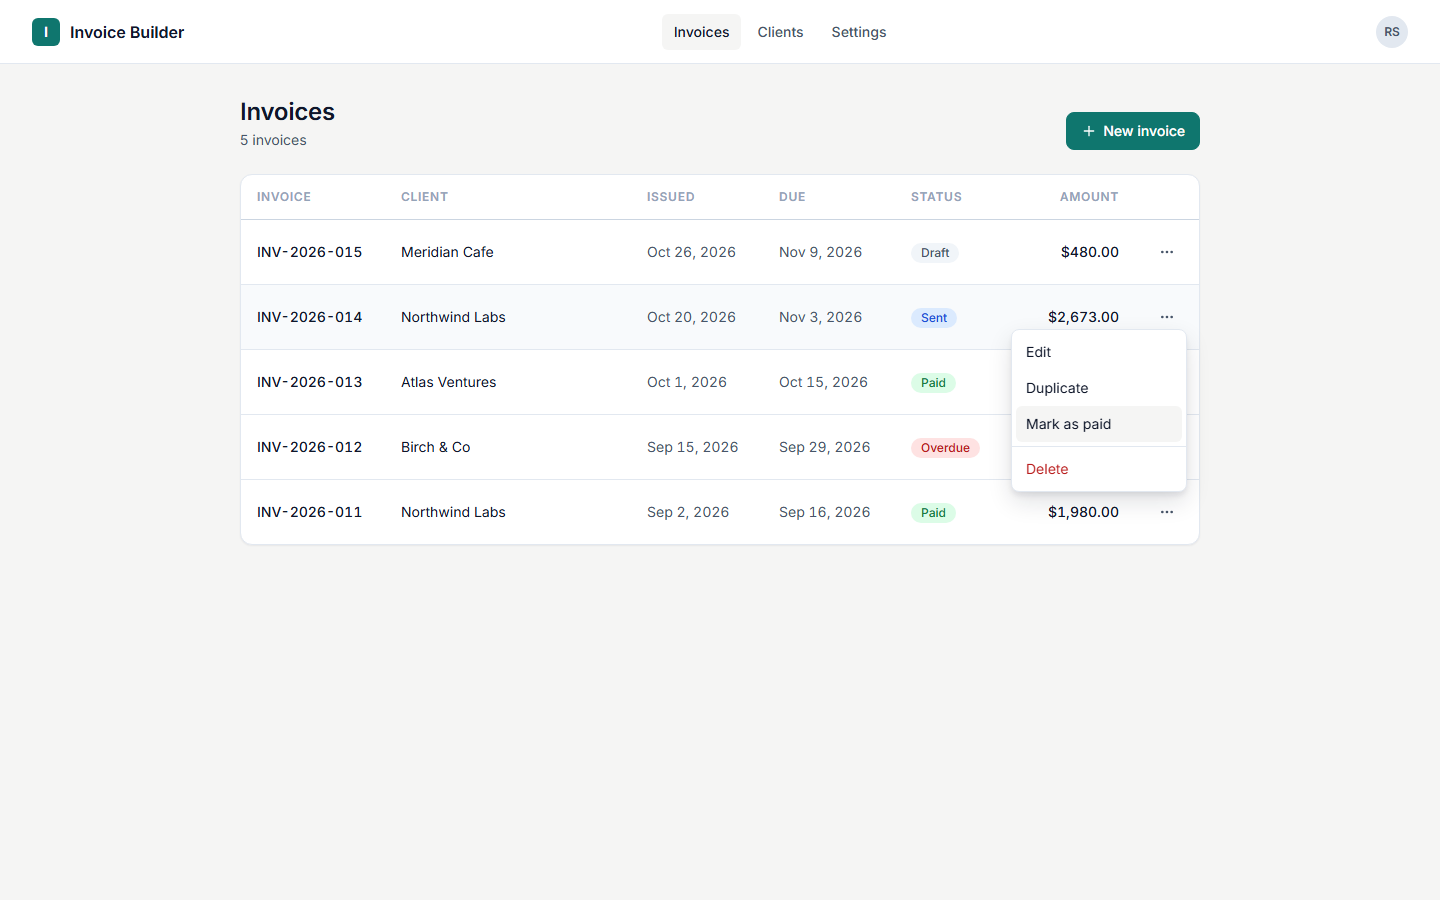 I Invoice Builder Invoices Clients Settings RS
Invoices
5 invoices
+ New invoice
INVOICE CLIENT ISSUED DUE STATUS AMOUNT
INV-2026-015 Meridian Cafe Oct 26, 2026 Nov 9, 2026 Draft $480.00 ...
INV-2026-014 Northwind Labs Oct 20, 2026 Nov 3, 2026 Sent $2,673.00 ...
INV-2026-013 Atlas Ventures Oct 1, 2026 Oct 15, 2026 Paid
INV-2026-012 Birch & Co Sep 15, 2026 Sep 29, 2026 Overdue
INV-2026-011 Northwind Labs Sep 2, 2026 Sep 16, 2026 Paid $1,980.00 ...
Edit
Duplicate
Mark as paid
Delete